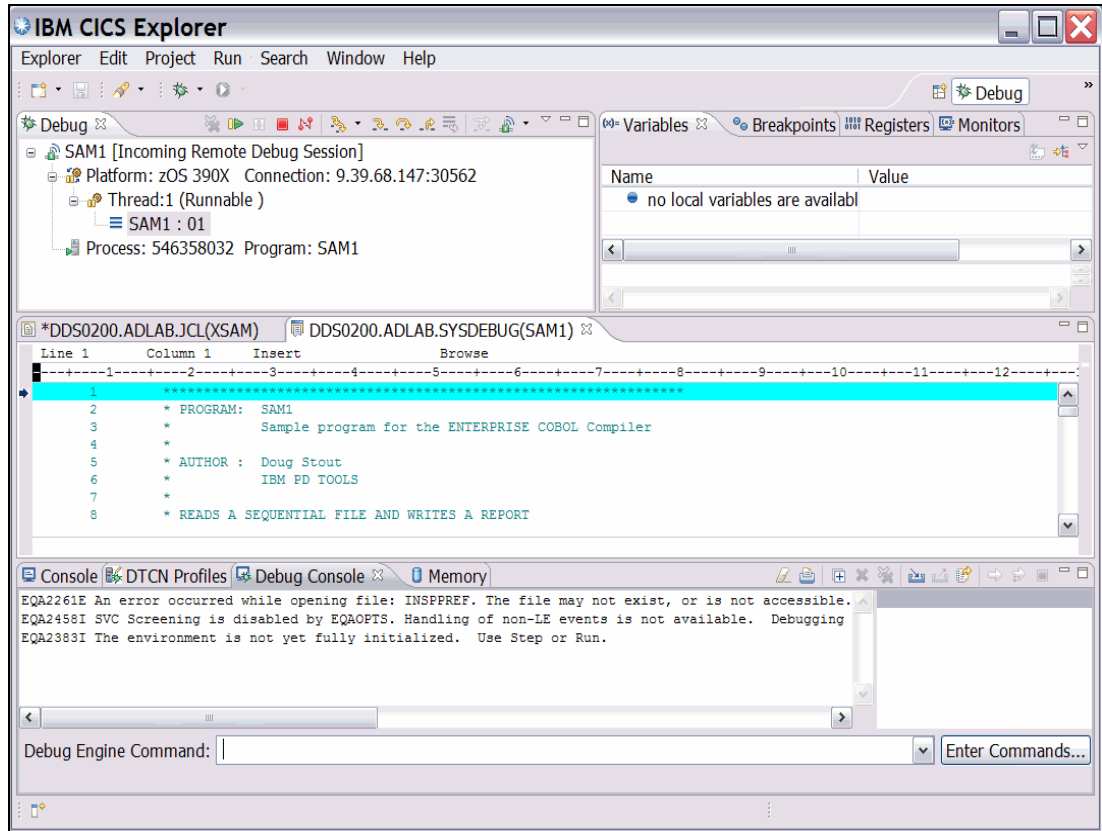 IBM CICS Explorer
Explorer Edit Project Run Search Window Help
Debug »
Debug
SAM1 [Incoming Remote Debug Session]
Platform: zOS 390X Connection: 9.39.68.147:30562
Thread:1 (Runnable )
SAM1 : 01
Process: 546358032 Program: SAM1
(x)= Variables Breakpoints Registers Monitors
Name Value
no local variables are availabl
*DDS0200.ADLAB.JCL(XSAM) DDS0200.ADLAB.SYSDEBUG(SAM1)
Line 1 Column 1 Insert Browse
----+----1----+----2----+----3----+----4----+----5----+----6----+----7----+----8----+----9----+----10----+----11----+----12----+---
1 ****************************************************************
2 * PROGRAM: SAM1
3 * Sample program for the ENTERPRISE COBOL Compiler
4 *
5 * AUTHOR : Doug Stout
6 * IBM PD TOOLS
7 *
8 * READS A SEQUENTIAL FILE AND WRITES A REPORT
Console DTCN Profiles Debug Console Memory
EQA2261E An error occurred while opening file: INSPPREF. The file may not exist, or is not accessible.
EQA2458I SVC Screening is disabled by EQAOPTS. Handling of non-LE events is not available. Debugging
EQA2383I The environment is not yet fully initialized. Use Step or Run.
Debug Engine Command: Enter Commands...